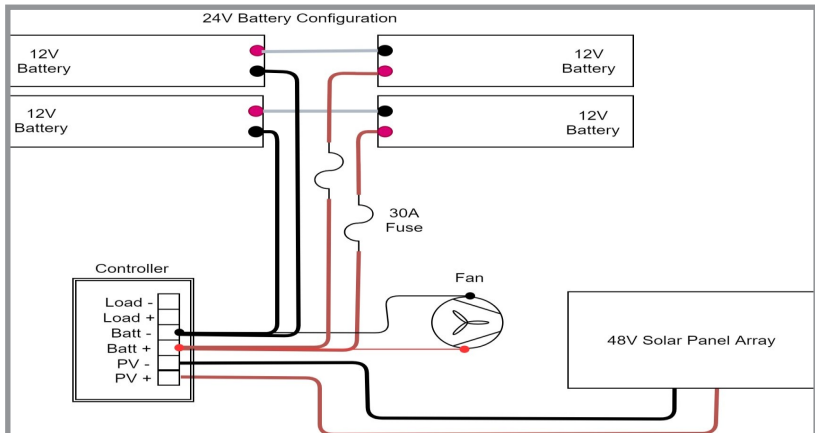 24V Battery Configuration
12V
Battery
12V
Battery
12V
Battery
12V
Battery
30A
Fuse
Controller
Load -
Load +
Batt -
Batt +
PV -
PV +
Fan
48V Solar Panel Array